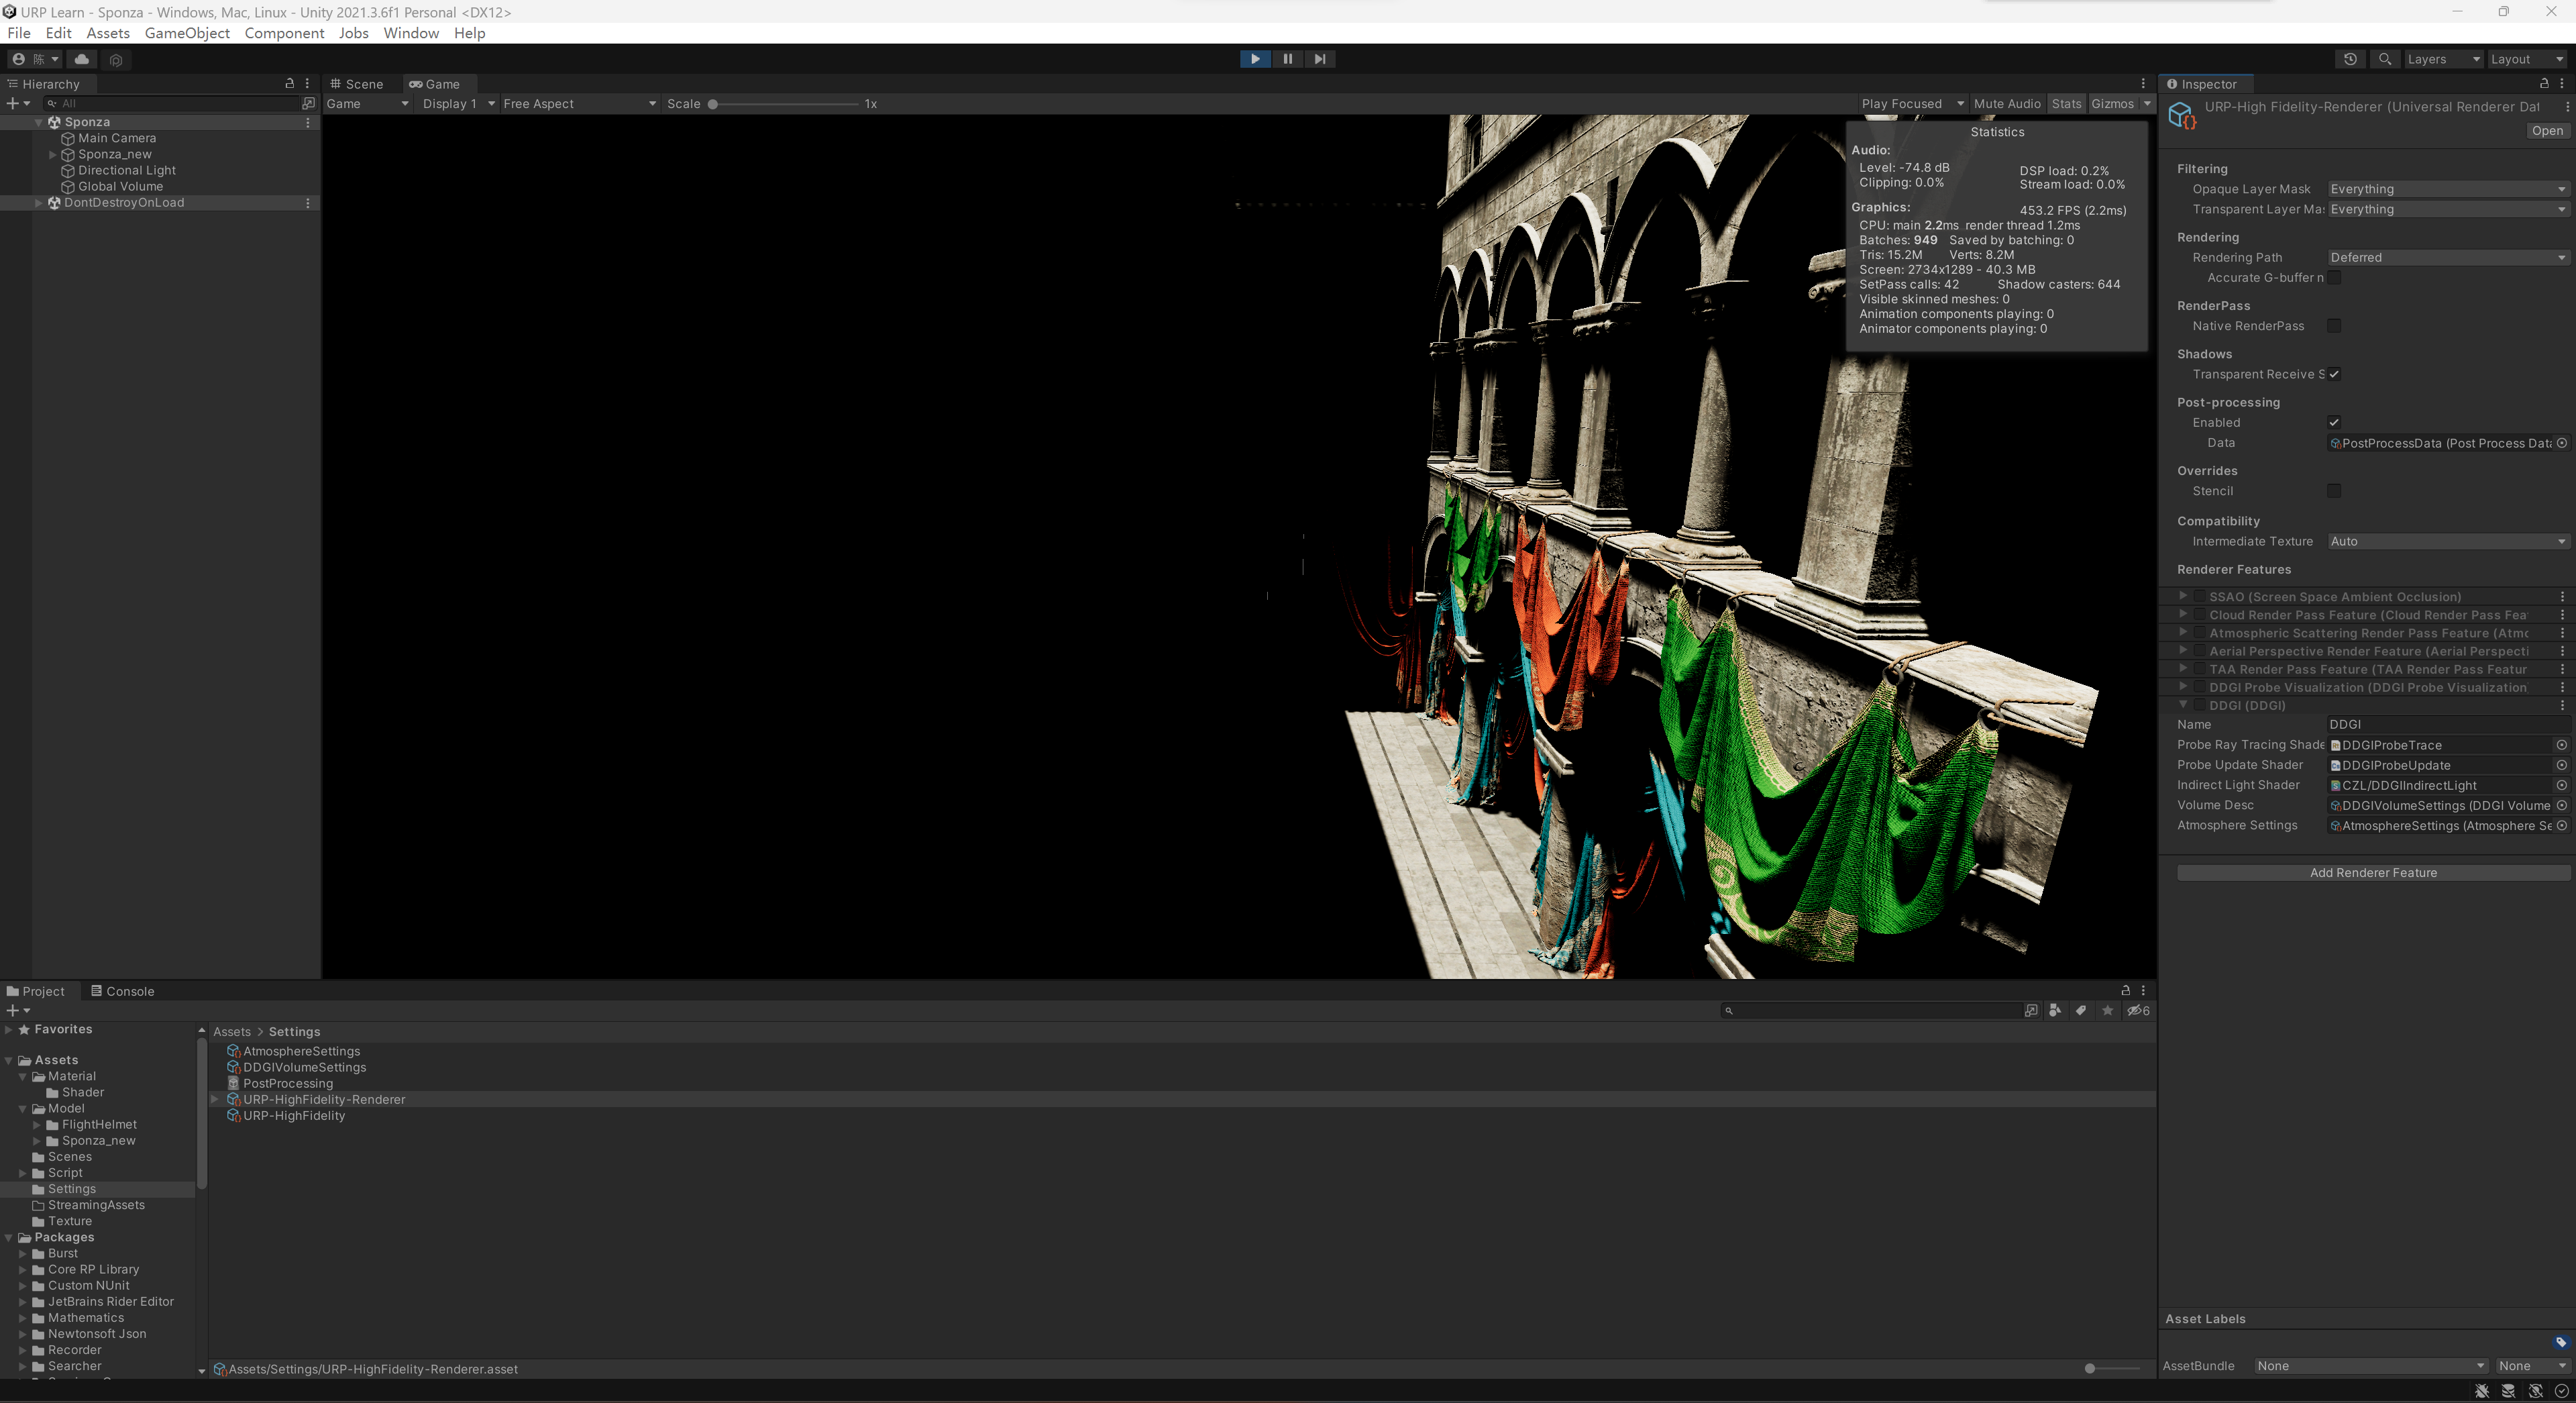 URP Learn - Sponza - Windows, Mac, Linux - Unity 2021.3.6f1 Personal <DX12>
File Edit Assets GameObject Component Jobs Window Help
陈 Layers Layout
Hierarchy
All
Sponza
Main Camera
Sponza_new
Directional Light
Global Volume
DontDestroyOnLoad
Scene Game
Game Display 1 Free Aspect Scale 1x Play Focused Mute Audio Stats Gizmos
Statistics
Audio:
Level: -74.8 dB DSP load: 0.2%
Clipping: 0.0% Stream load: 0.0%
Graphics: 453.2 FPS (2.2ms)
CPU: main 2.2ms render thread 1.2ms
Batches: 949 Saved by batching: 0
Tris: 15.2M Verts: 8.2M
Screen: 2734x1289 - 40.3 MB
SetPass calls: 42 Shadow casters: 644
Visible skinned meshes: 0
Animation components playing: 0
Animator components playing: 0
Inspector
URP-High Fidelity-Renderer (Universal Renderer Dat
Open
Filtering
Opaque Layer Mask Everything
Transparent Layer Mas Everything
Rendering
Rendering Path Deferred
Accurate G-buffer n
RenderPass
Native RenderPass
Shadows
Transparent Receive S
Post-processing
Enabled
Data PostProcessData (Post Process Data
Overrides
Stencil
Compatibility
Intermediate Texture Auto
Renderer Features
SSAO (Screen Space Ambient Occlusion)
Cloud Render Pass Feature (Cloud Render Pass Fea
Atmospheric Scattering Render Pass Feature (Atmo
Aerial Perspective Render Feature (Aerial Perspecti
TAA Render Pass Feature (TAA Render Pass Featur
DDGI Probe Visualization (DDGI Probe Visualization
DDGI (DDGI)
Name DDGI
Probe Ray Tracing Shade DDGIProbeTrace
Probe Update Shader DDGIProbeUpdate
Indirect Light Shader CZL/DDGIIndirectLight
Volume Desc DDGIVolumeSettings (DDGI Volume
Atmosphere Settings AtmosphereSettings (Atmosphere Se
Add Renderer Feature
Asset Labels
AssetBundle None None
Project Console
6
Favorites
Assets
Material
Shader
Model
FlightHelmet
Sponza_new
Scenes
Script
Settings
StreamingAssets
Texture
Packages
Burst
Core RP Library
Custom NUnit
JetBrains Rider Editor
Mathematics
Newtonsoft Json
Recorder
Searcher
Assets > Settings
AtmosphereSettings
DDGIVolumeSettings
PostProcessing
URP-HighFidelity-Renderer
URP-HighFidelity
Assets/Settings/URP-HighFidelity-Renderer.asset